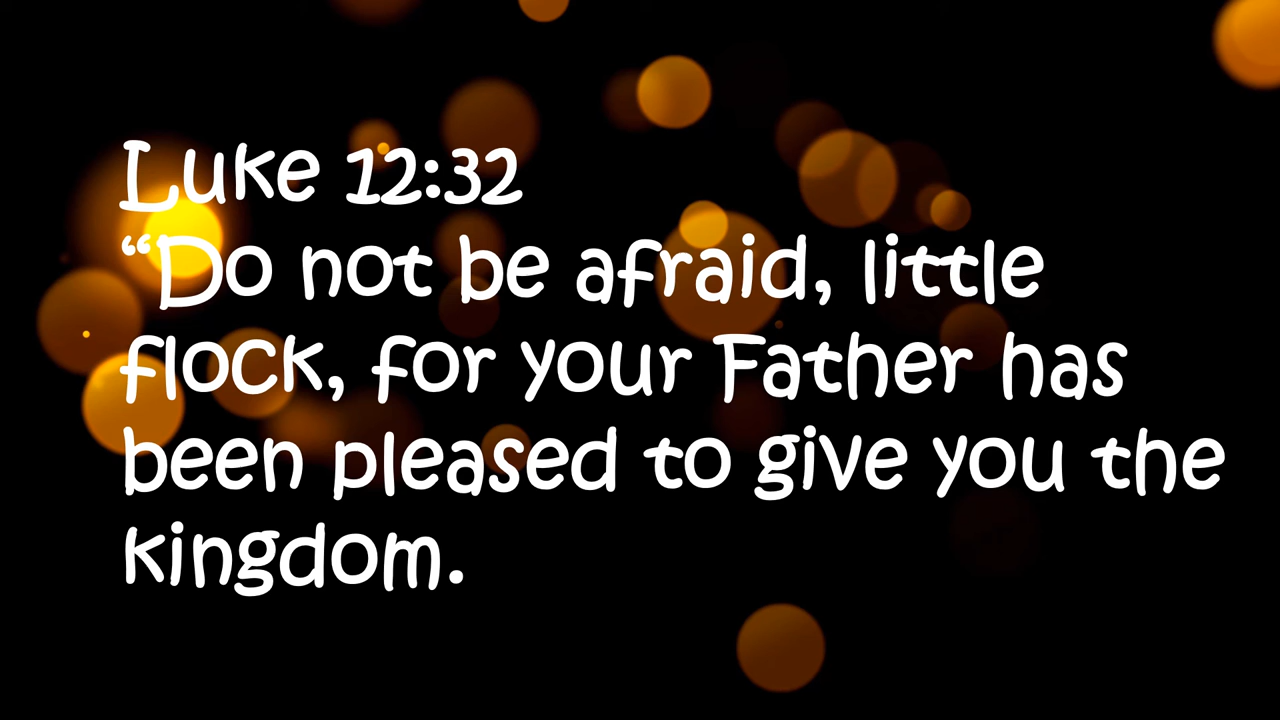 Luke 12:32
“Do not be afraid, little
flock, for your Father has
been pleased to give you the
kingdom.